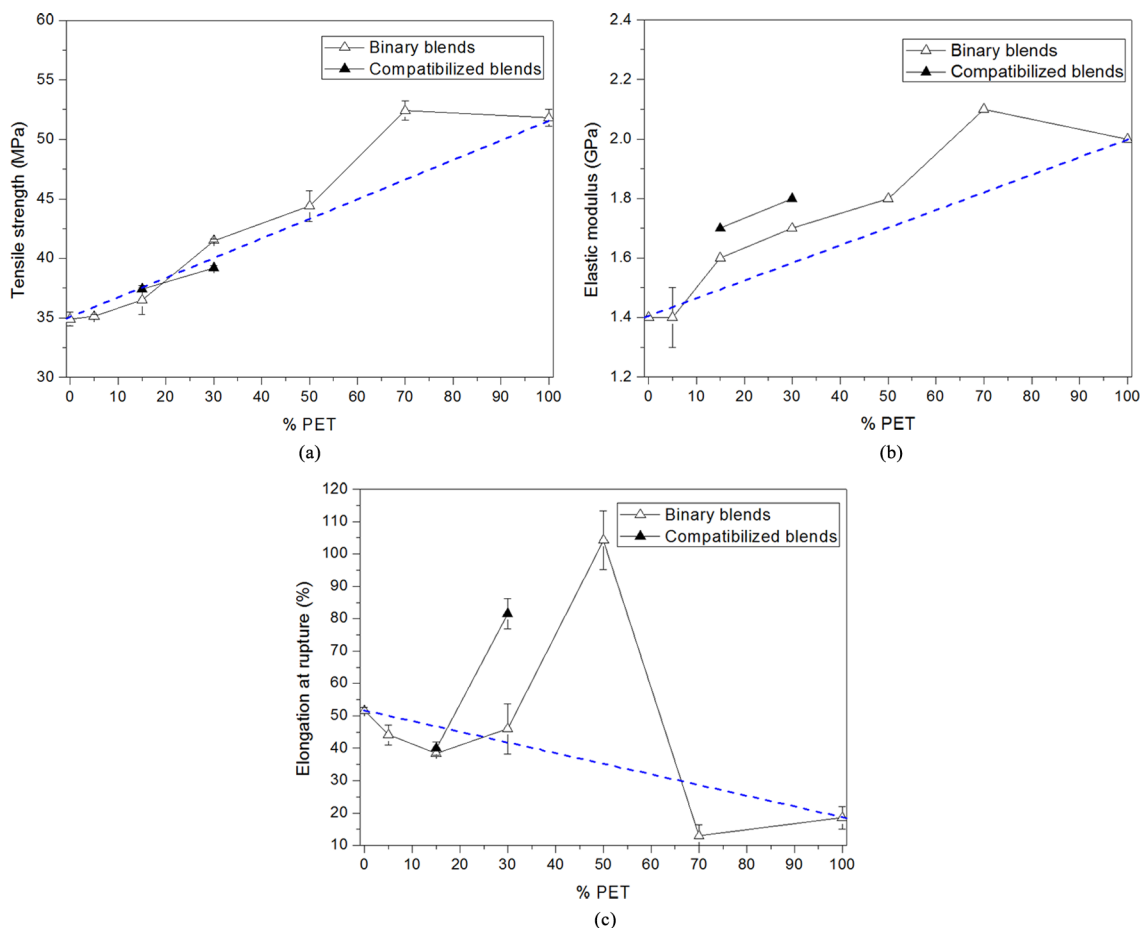 60
55
50
45
40
35
30
Tensile strength (MPa)
Binary blends
Compatibilized blends
0 10 20 30 40 50 60 70 80 90 100
% PET
(a)
2.4
2.2
2.0
1.8
1.6
1.4
1.2
Elastic modulus (GPa)
Binary blends
Compatibilized blends
0 10 20 30 40 50 60 70 80 90 100
% PET
(b)
120
110
100
90
80
70
60
50
40
30
20
10
Elongation at rupture (%)
Binary blends
Compatibilized blends
0 10 20 30 40 50 60 70 80 90 100
% PET
(c)